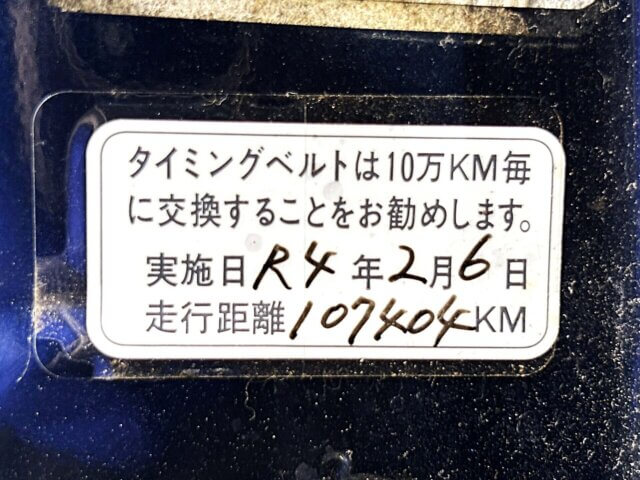 タイミングベルトは10万KM毎
に交換することをお勧めします。
実施日R4年2月6日
走行距離107404KM